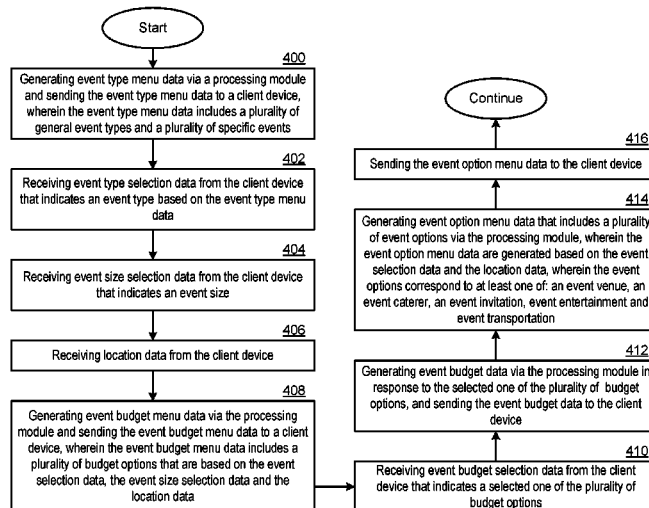 Start
400
Generating event type menu data via a processing module
and sending the event type menu data to a client device,
wherein the event type menu data includes a plurality of
general event types and a plurality of specific events
402
Receiving event type selection data from the client device
that indicates an event type based on the event type menu
data
404
Receiving event size selection data from the client device
that indicates an event size
406
Receiving location data from the client device
408
Generating event budget menu data via the processing
module and sending the event budget menu data to a client
device, wherein the event budget menu data includes a
plurality of budget options that are based on the event
selection data, the event size selection data and the
location data
410
Receiving event budget selection data from the client
device that indicates a selected one of the plurality of
budget options
412
Generating event budget data via the processing module in
response to the selected one of the plurality of budget
options, and sending the event budget data to the client
device
414
Generating event option menu data that includes a plurality
of event options via the processing module, wherein the
event option menu data are generated based on the event
selection data and the location data, wherein the event
options correspond to at least one of: an event venue, an
event caterer, an event invitation, event entertainment and
event transportation
416
Sending the event option menu data to the client device
Continue